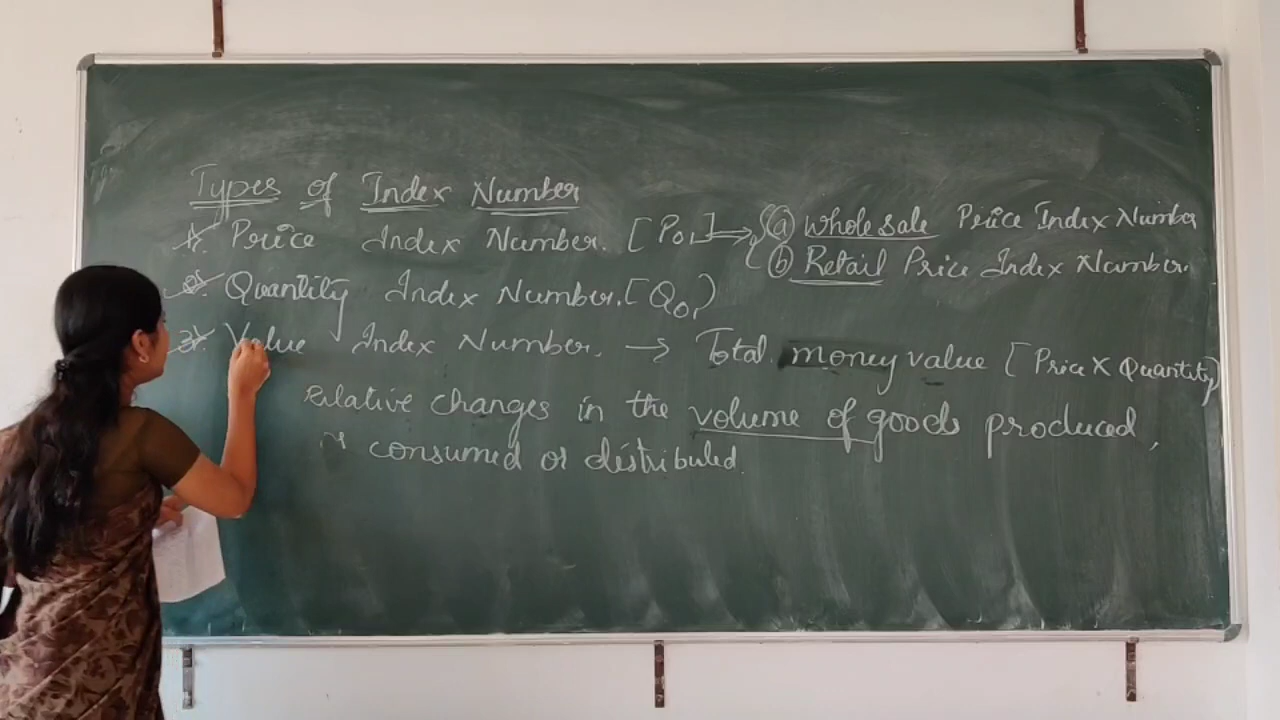 Types of Index Number
1. Price Index Number. [P01] ⟹ { (a) Wholesale Price Index Number
(b) Retail Price Index Number.
2. Quantity Index Number. [Q01)
3. Value Index Number. → Total money value [Price X Quantity)
Relative changes in the volume of goods produced,
consumed or distributed.